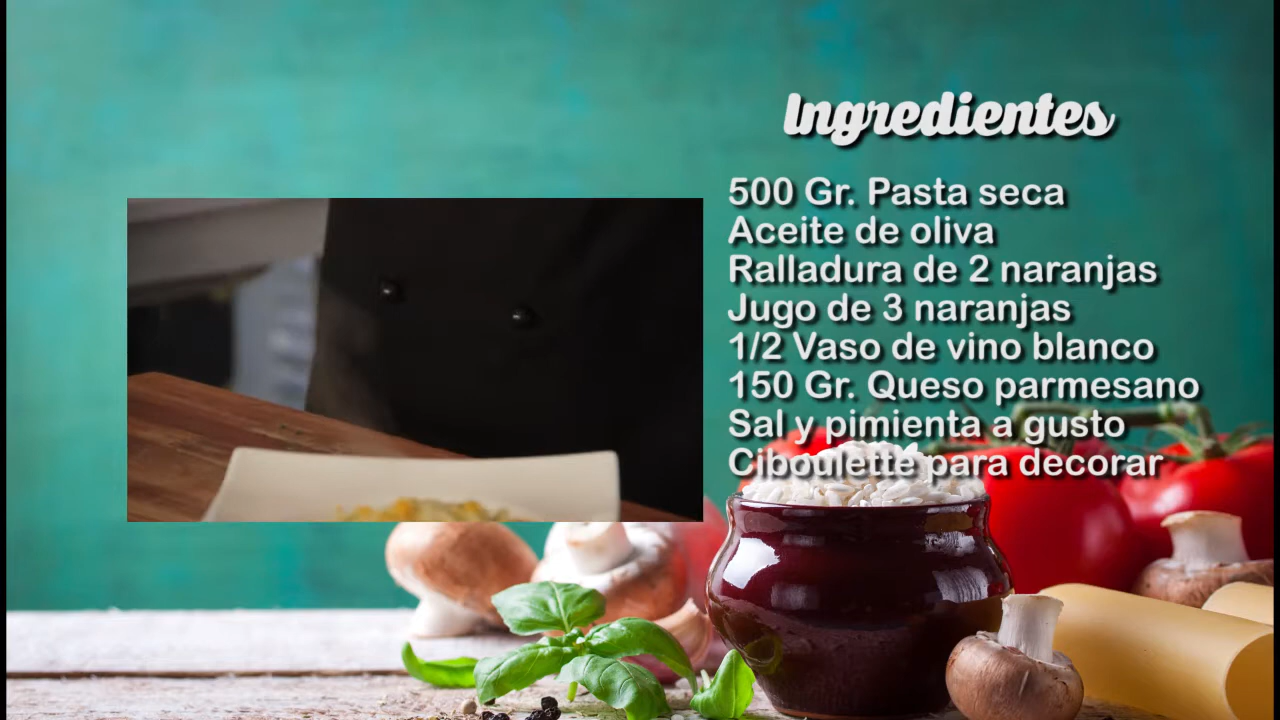 Ingredientes
500 Gr. Pasta seca
Aceite de oliva
Ralladura de 2 naranjas
Jugo de 3 naranjas
1/2 Vaso de vino blanco
150 Gr. Queso parmesano
Sal y pimienta a gusto
Ciboulette para decorar